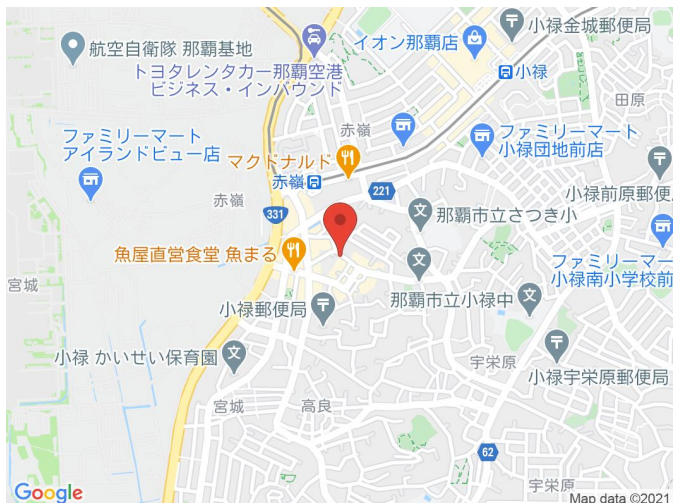 小禄金城郵便局
イオン那覇店
航空自衛隊 那覇基地
トヨタレンタカー那覇空港
ビジネス・インバウンド
小禄
田原
赤嶺
ファミリーマート
アイランドビュー店
マクドナルド
ファミリーマート
小禄団地前店
赤嶺
221
小禄前原郵便局
赤嶺
331
那覇市立さつき小
魚屋直営食堂 魚まる
ファミリーマー
小禄南小学校前
宮城
那覇市立小禄中
小禄郵便局
宇栄原
小禄 かいせい保育園
小禄宇栄原郵便局
宮城
高良
62
宇栄原
Google
Map data ©2021